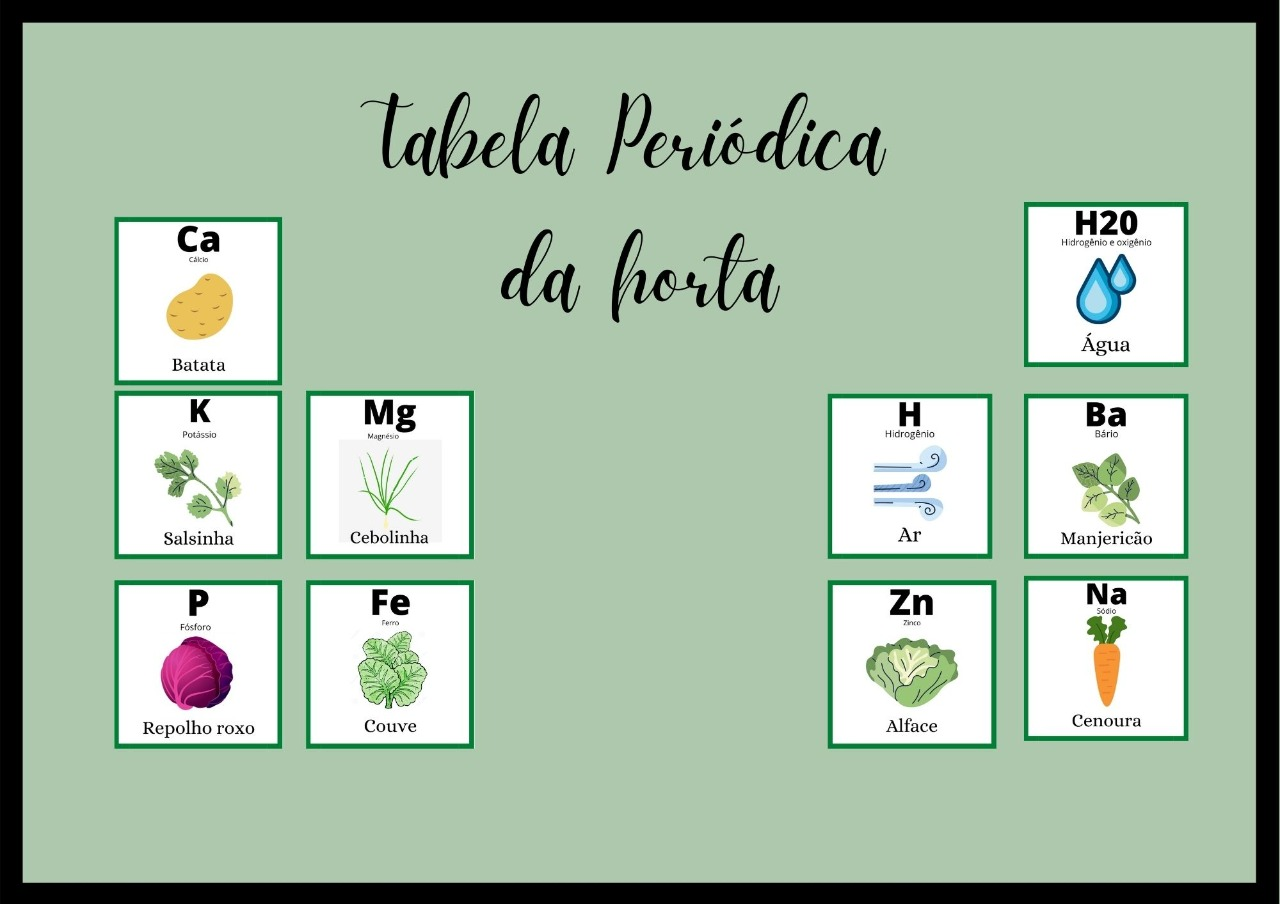 Tabela Periódica
da horta
Ca
Cálcio
Batata
H20
Hidrogênio e oxigênio
Água
K
Potássio
Salsinha
Mg
Magnésio
Cebolinha
H
Hidrogênio
Ar
Ba
Bário
Manjericão
P
Fósforo
Repolho roxo
Fe
Ferro
Couve
Zn
Zinco
Alface
Na
Sódio
Cenoura